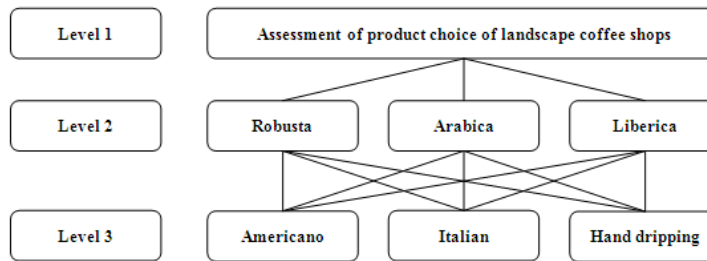 Level 1
Assessment of product choice of landscape coffee shops
Level 2
Robusta
Arabica
Liberica
Level 3
Americano
Italian
Hand dripping